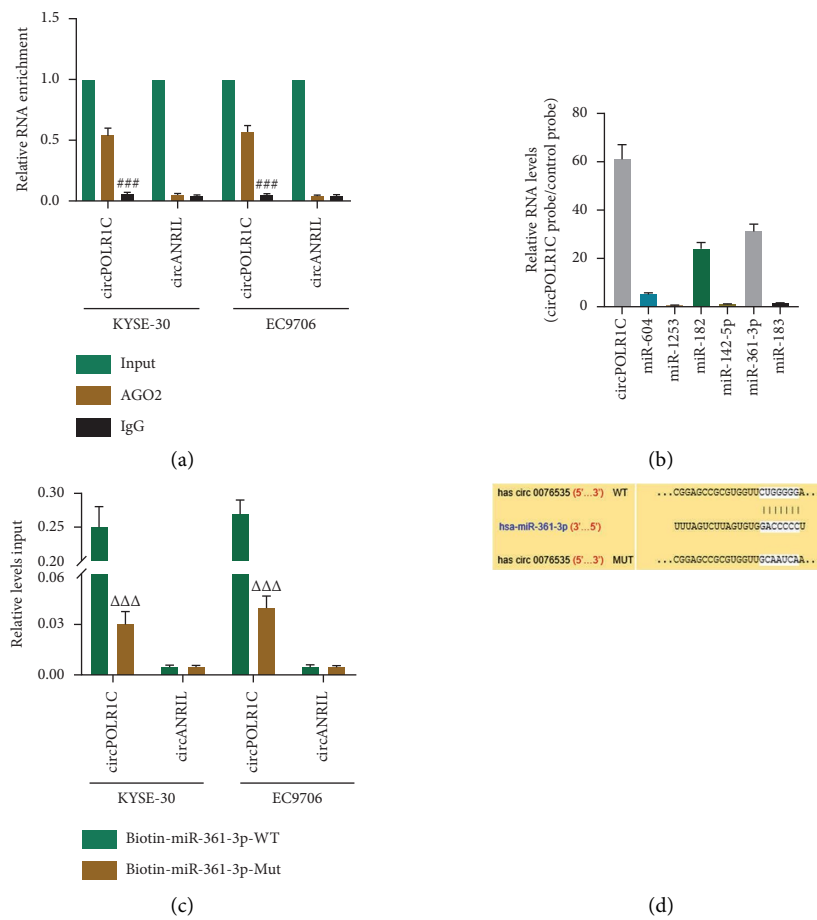 1.5
1.0
0.5
0.0
Relative RNA enrichment
###
###
circPOLR1C
circANRIL
circPOLR1C
circANRIL
KYSE-30
EC9706
Input
AGO2
IgG
(a)
80
60
40
20
0
Relative RNA levels
(circPOLR1C probe/control probe)
circPOLR1C
miR-604
miR-1253
miR-182
miR-142-5p
miR-361-3p
miR-183
(b)
0.30
0.25
0.20
0.06
0.03
0.00
Relative levels input
ΔΔΔ
ΔΔΔ
circPOLR1C
circANRIL
circPOLR1C
circANRIL
KYSE-30
EC9706
Biotin-miR-361-3p-WT
Biotin-miR-361-3p-Mut
(c)
has circ 0076535 (5'...3') WT ...CGGAGCCGCGUGGUUCUGGGGGA..
hsa-miR-361-3p (3'...5') UUUAGUCUUAGUGUGGACCCCCU
has circ 0076535 (5'...3') MUT ...CGGAGCCGCGUGGUUGCAAUCAA..
(d)